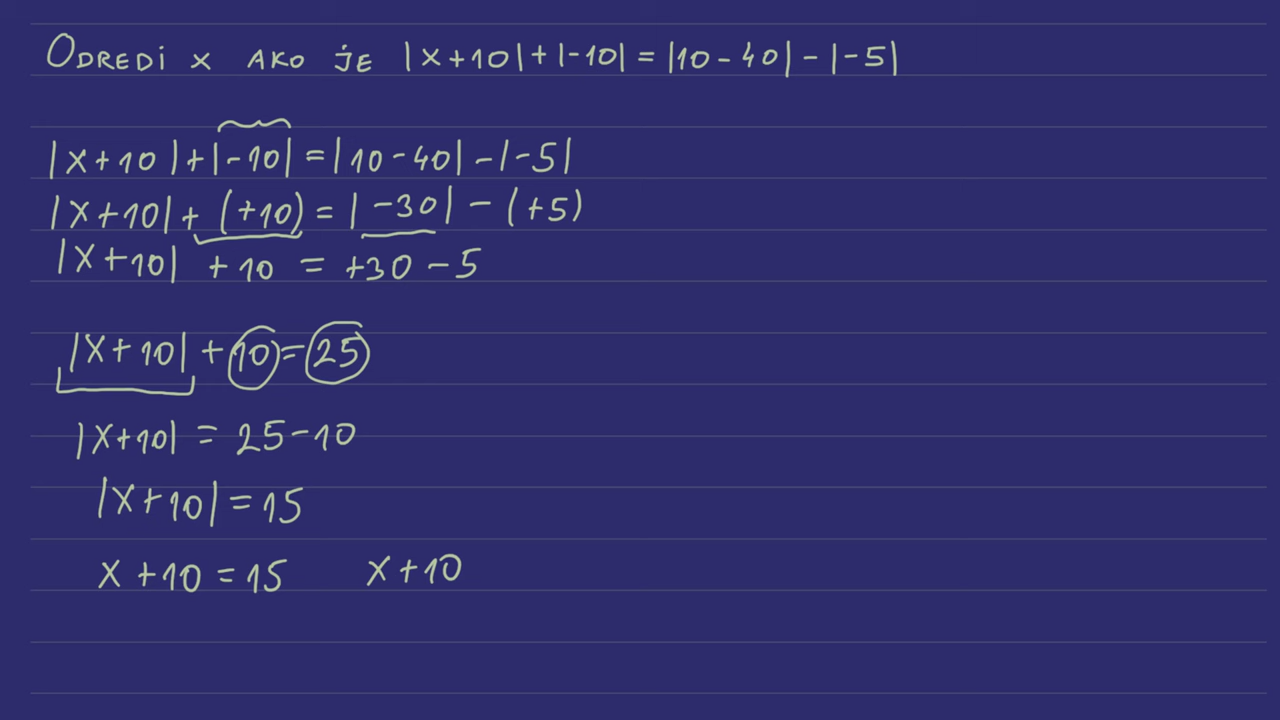 ODREDI x AKO JE |x+10|+|-10| = |10-40| - |-5|
|x+10|+|-10| = |10-40| - |-5|
|x+10| + (+10) = |-30| - (+5)
|x+10| +10 = +30 -5
|x+10| + 10 = 25
|x+10| = 25-10
|x+10| = 15
x+10 = 15 x+10